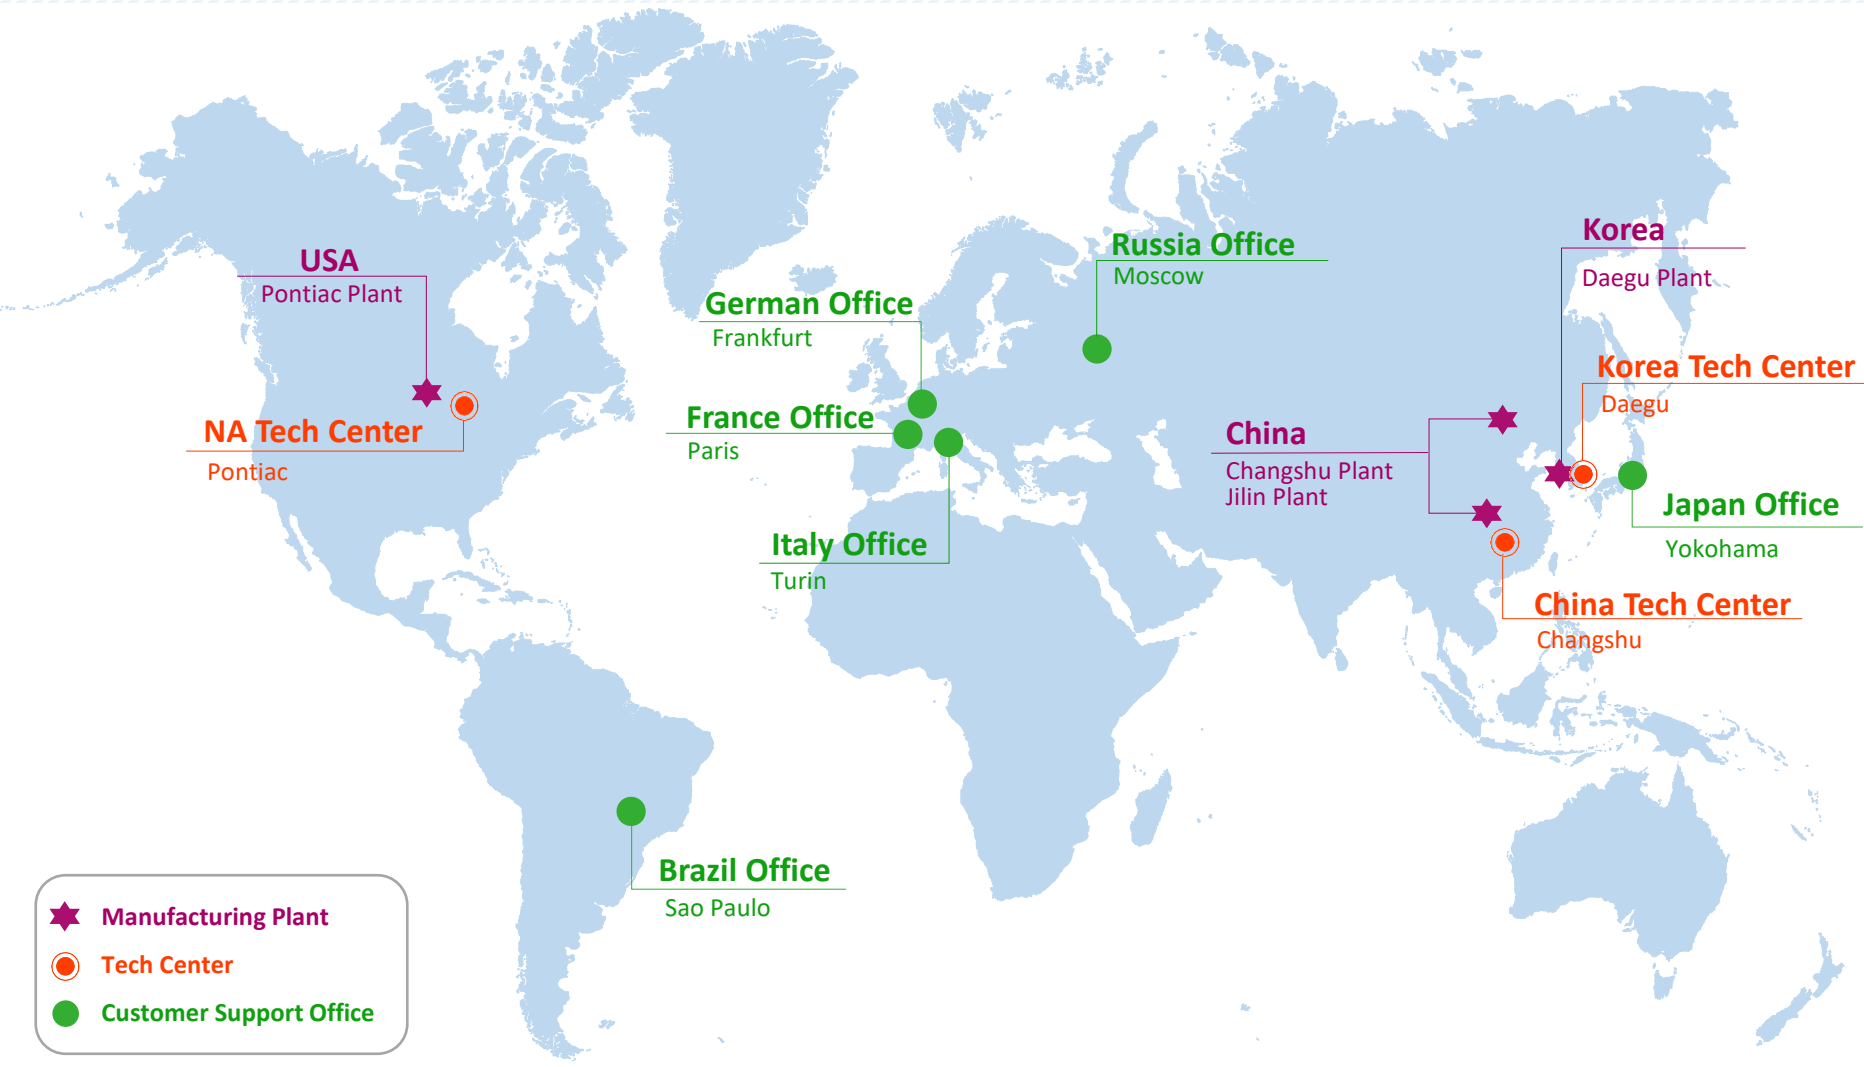 USA
Pontiac Plant
NA Tech Center
Pontiac
German Office
Frankfurt
France Office
Paris
Italy Office
Turin
Russia Office
Moscow
Korea
Daegu Plant
Korea Tech Center
Daegu
China
Changshu Plant
Jilin Plant
Japan Office
Yokohama
China Tech Center
Changshu
Brazil Office
Sao Paulo
Manufacturing Plant
Tech Center
Customer Support Office